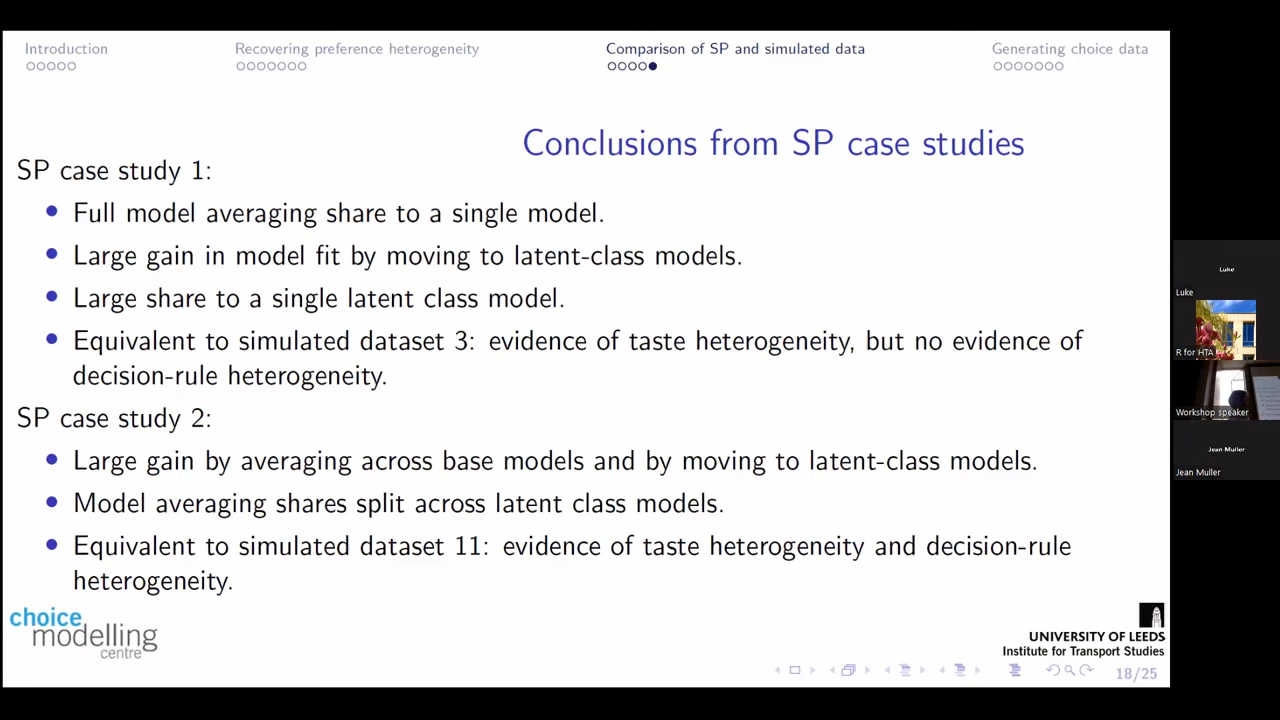 Introduction
Recovering preference heterogeneity
Comparison of SP and simulated data
Generating choice data
Conclusions from SP case studies
SP case study 1:
Full model averaging share to a single model.
Large gain in model fit by moving to latent-class models.
Large share to a single latent class model.
Equivalent to simulated dataset 3: evidence of taste heterogeneity, but no evidence of
decision-rule heterogeneity.
SP case study 2:
Large gain by averaging across base models and by moving to latent-class models.
Model averaging shares split across latent class models.
Equivalent to simulated dataset 11: evidence of taste heterogeneity and decision-rule
heterogeneity.
choice
modelling
centre
UNIVERSITY OF LEEDS
Institute for Transport Studies
18/25
Luke
Luke
R for HTA
Workshop speaker
Jean Muller
Jean Muller